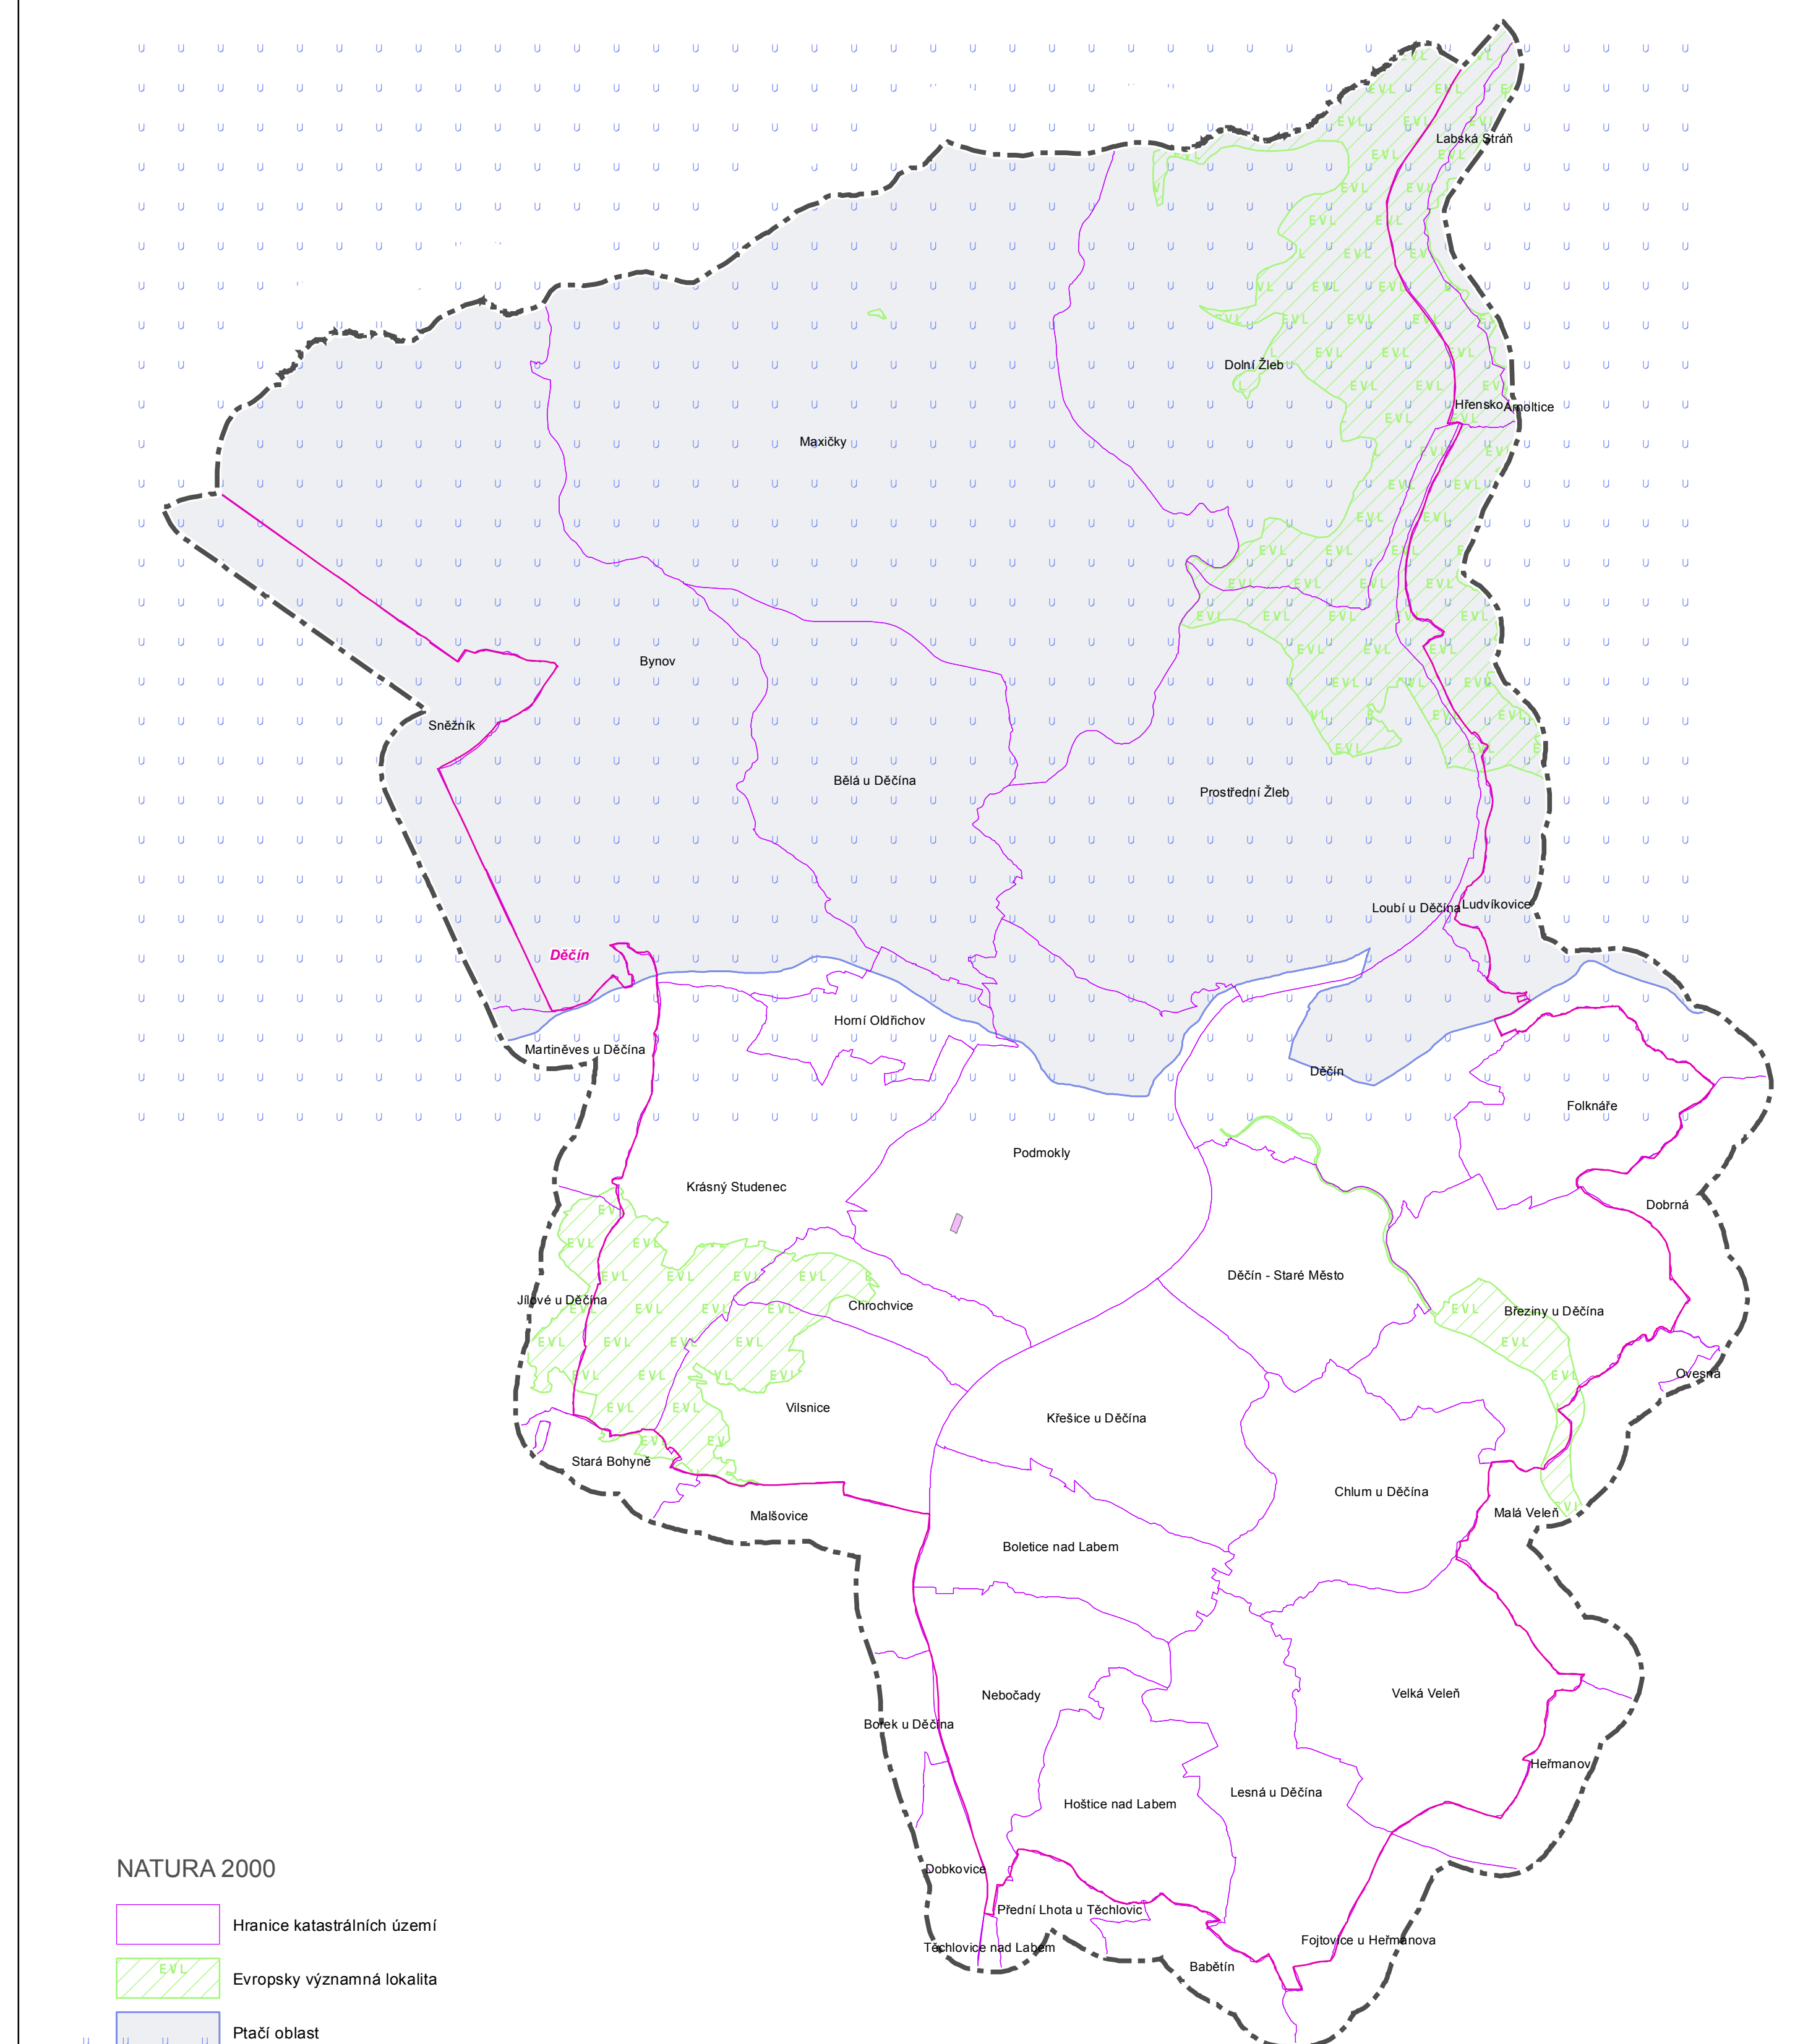 Labská Stráň
Dolní Žleb
Hřensko
Arnoltice
Maxičky
Bynov
Sněžník
Bělá u Děčína
Prostřední Žleb
Loubí u Děčína
Ludvíkovice
Děčín
Horní Oldřichov
Martiněves u Děčína
Děčín
Folknáře
Podmokly
Krásný Studenec
Dobrná
Děčín - Staré Město
Jílové u Děčína
Chrochvice
Březiny u Děčína
Ovesná
Vilsnice
Křešice u Děčína
Stará Bohyně
Chlum u Děčína
Malšovice
Malá Veleň
Boletice nad Labem
Nebočady
Velká Veleň
Borek u Děčína
Heřmanov
Lesná u Děčína
Hoštice nad Labem
Dobkovice
Přední Lhota u Těchlovic
Fojtovice u Heřmanova
Těchlovice nad Labem
Babětín
NATURA 2000
Hranice katastrálních území
EVL
Evropsky významná lokalita
Ptačí oblast